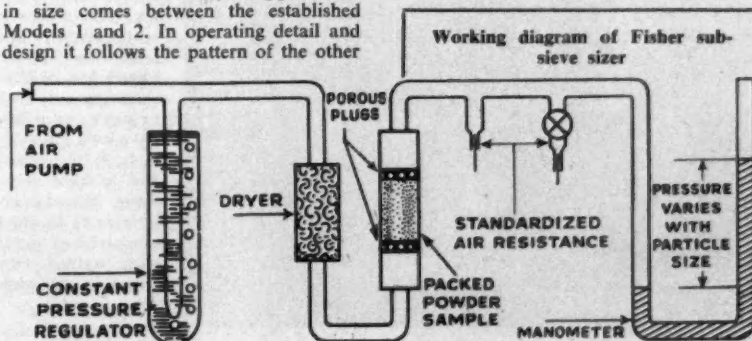 in size comes between the established
Models 1 and 2. In operating detail and
design it follows the pattern of the other
Working diagram of Fisher sub-
sieve sizer
FROM
AIR
PUMP
CONSTANT
PRESSURE
REGULATOR
DRYER
POROUS
PLUGS
PACKED
POWDER
SAMPLE
STANDARDIZED
AIR RESISTANCE
MANOMETER
PRESSURE
VARIES
WITH
PARTICLE
SIZE